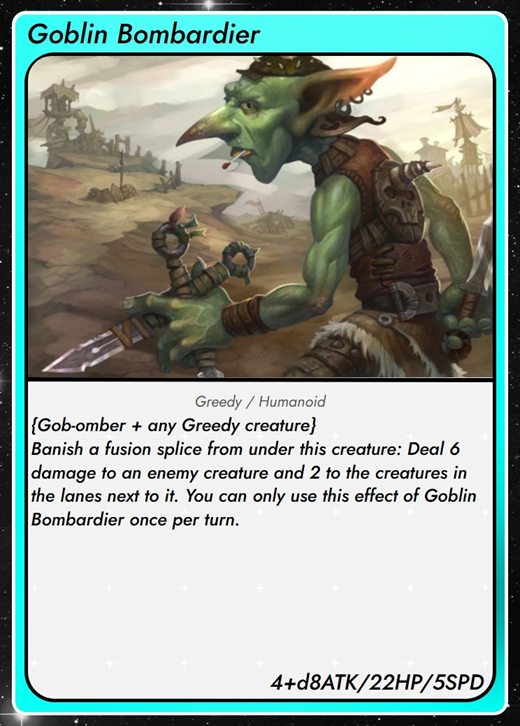 Goblin Bombardier
Greedy / Humanoid
{Gob-omber + any Greedy creature}
Banish a fusion splice from under this creature: Deal 6
damage to an enemy creature and 2 to the creatures in
the lanes next to it. You can only use this effect of Goblin
Bombardier once per turn.
4+d8ATK/22HP/5SPD